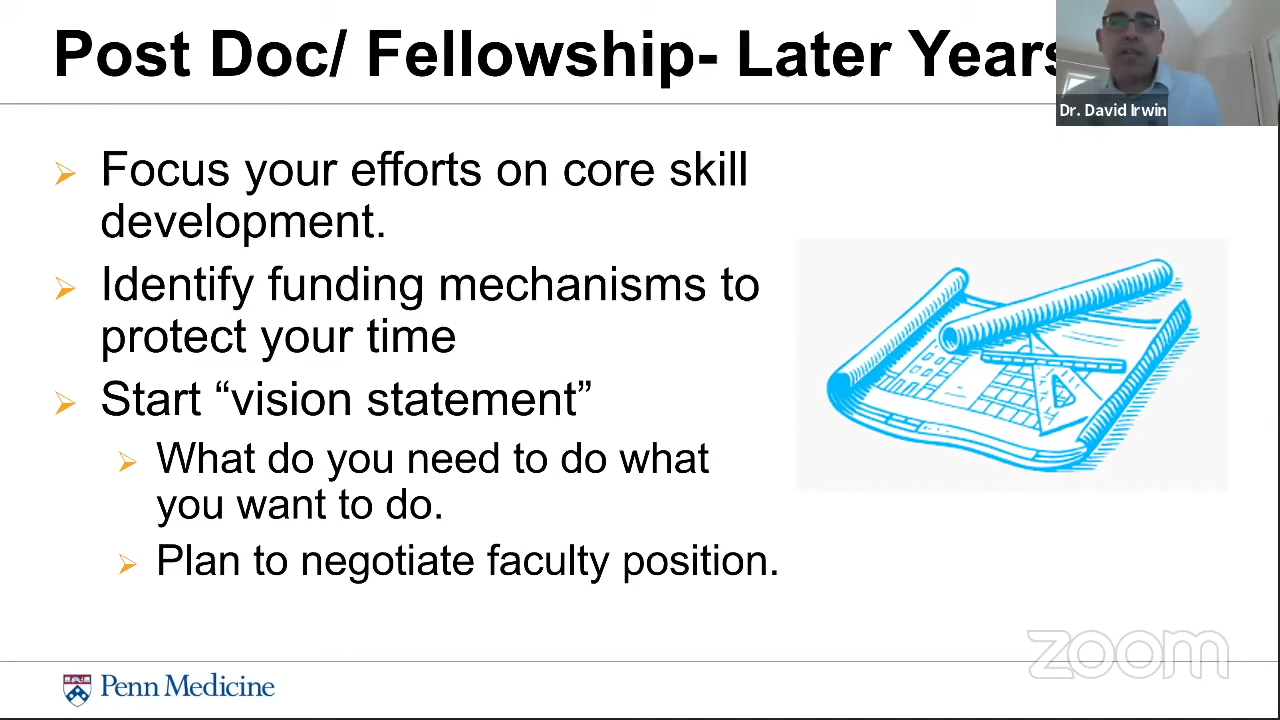 Post Doc/ Fellowship- Later Years
Dr. David Irwin
➢ Focus your efforts on core skill
development.
➢ Identify funding mechanisms to
protect your time
➢ Start “vision statement”
➢ What do you need to do what
you want to do.
➢ Plan to negotiate faculty position.
zoom
Penn Medicine